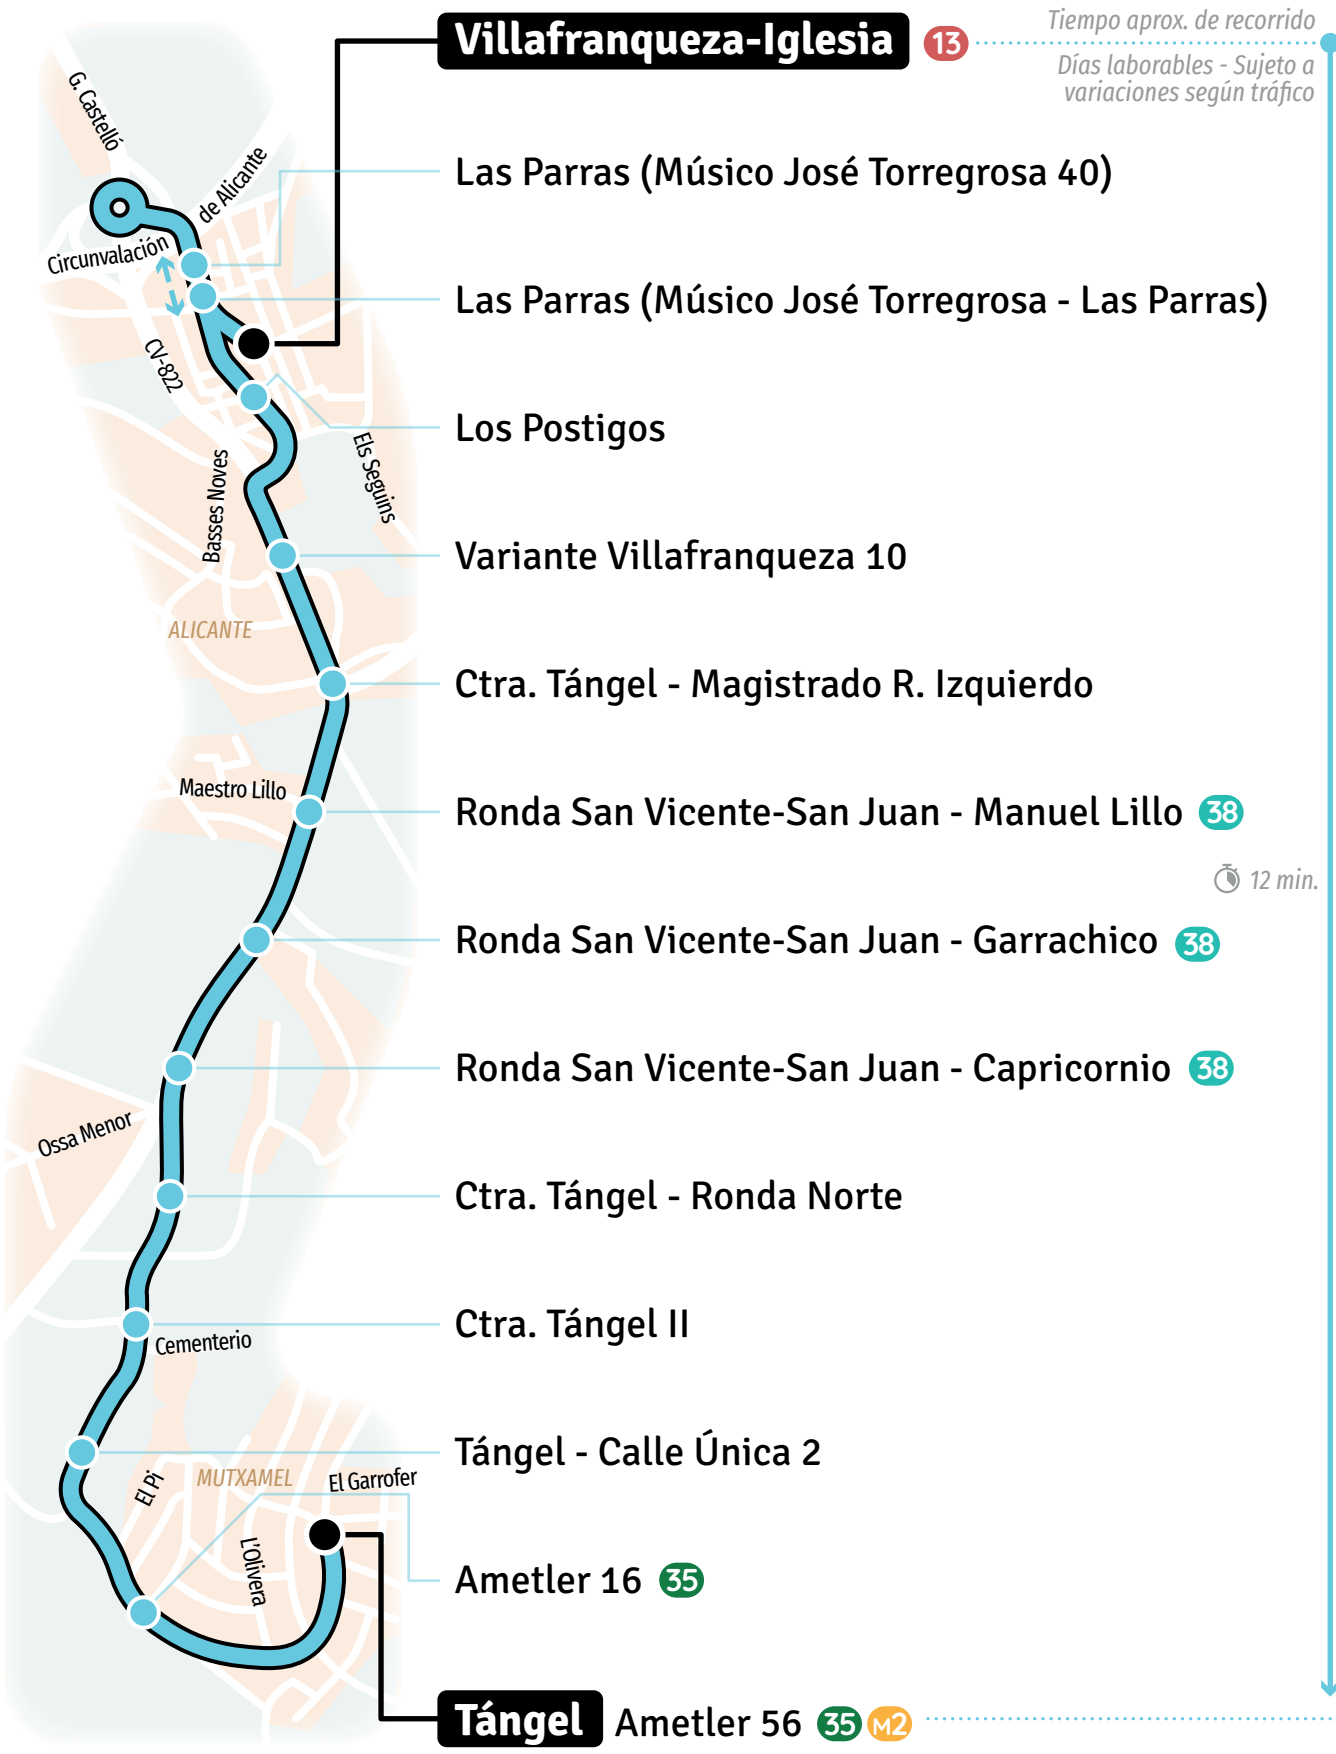 Villafranqueza-Iglesia 13
Tiempo aprox. de recorrido
Días laborables - Sujeto a
variaciones según tráfico
G. Castelló
de Alicante
Las Parras (Músico José Torregrosa 40)
Circunvalación
Las Parras (Músico José Torregrosa - Las Parras)
CV-822
Los Postigos
Els Seguins
Basses Noves
Variante Villafranqueza 10
ALICANTE
Ctra. Tángel - Magistrado R. Izquierdo
Maestro Lillo
Ronda San Vicente-San Juan - Manuel Lillo 38
12 min.
Ronda San Vicente-San Juan - Garrachico 38
Ronda San Vicente-San Juan - Capricornio 38
Ossa Menor
Ctra. Tángel - Ronda Norte
Ctra. Tángel II
Cementerio
Tángel - Calle Única 2
El Pi
MUTXAMEL
El Garrofer
L'Olivera
Ametler 16 35
Tángel Ametler 56 35 M2